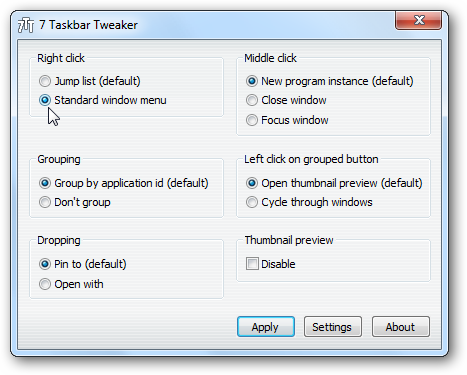 7 Taskbar Tweaker
Right click
Jump list (default)
Standard window menu
Middle click
New program instance (default)
Close window
Focus window
Grouping
Group by application id (default)
Don't group
Left click on grouped button
Open thumbnail preview (default)
Cycle through windows
Dropping
Pin to (default)
Open with
Thumbnail preview
Disable
Apply
Settings
About